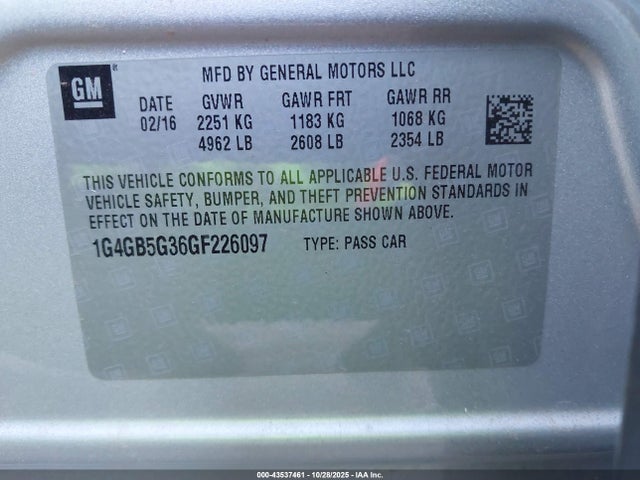 GM
MFD BY GENERAL MOTORS LLC
DATE GVWR GAWR FRT GAWR RR
02/16 2251 KG 1183 KG 1068 KG
4962 LB 2608 LB 2354 LB
THIS VEHICLE CONFORMS TO ALL APPLICABLE U.S. FEDERAL MOTOR
VEHICLE SAFETY, BUMPER, AND THEFT PREVENTION STANDARDS IN
EFFECT ON THE DATE OF MANUFACTURE SHOWN ABOVE.
1G4GB5G36GF226097 TYPE: PASS CAR
000-43537461 | 10/28/2025 | IAA Inc.